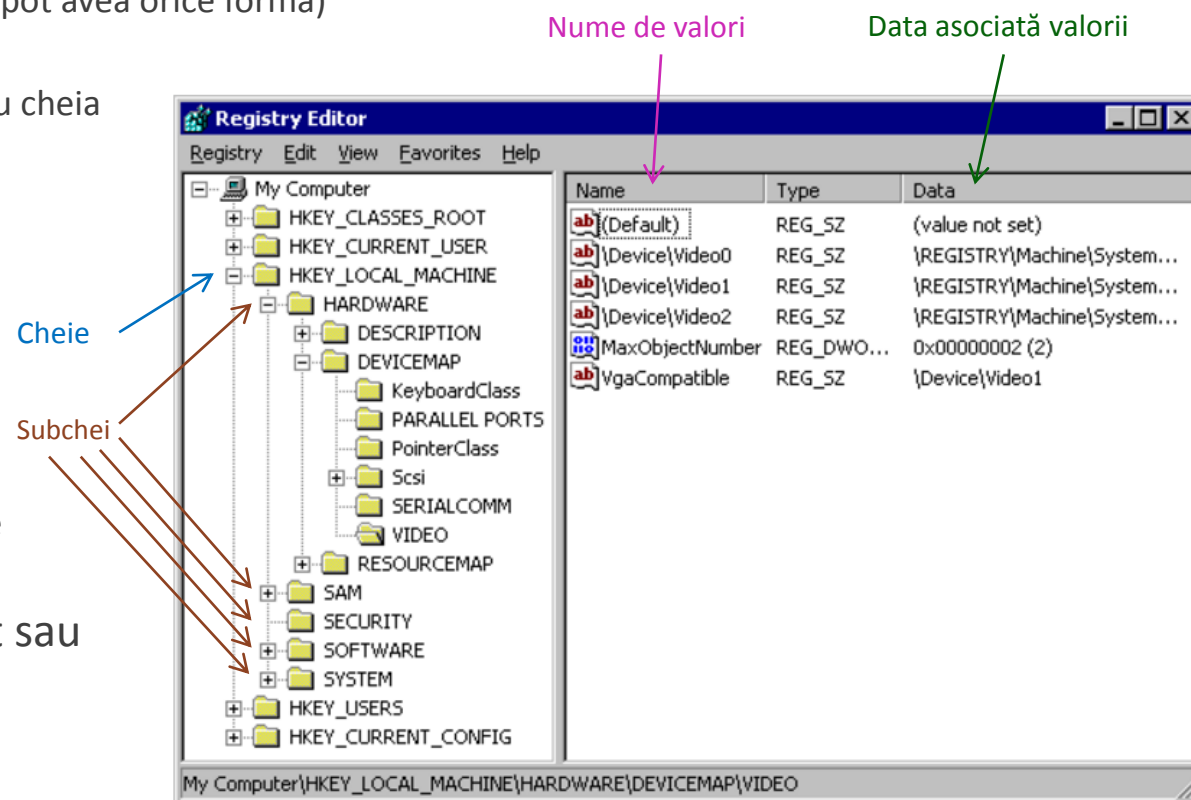 pot avea orice formă)
Nume de valori
Data asociată valorii
u cheia
Registry Editor
Registry Edit View Favorites Help
My Computer
HKEY_CLASSES_ROOT
HKEY_CURRENT_USER
HKEY_LOCAL_MACHINE
HARDWARE
DESCRIPTION
DEVICEMAP
KeyboardClass
PARALLEL PORTS
PointerClass
Scsi
SERIALCOMM
VIDEO
RESOURCEMAP
SAM
SECURITY
SOFTWARE
SYSTEM
HKEY_USERS
HKEY_CURRENT_CONFIG
Cheie
Subchei
sau
Name Type Data
(Default) REG_SZ (value not set)
\Device\Video0 REG_SZ \REGISTRY\Machine\System...
\Device\Video1 REG_SZ \REGISTRY\Machine\System...
\Device\Video2 REG_SZ \REGISTRY\Machine\System...
MaxObjectNumber REG_DWO... 0x00000002 (2)
VgaCompatible REG_SZ \Device\Video1
My Computer\HKEY_LOCAL_MACHINE\HARDWARE\DEVICEMAP\VIDEO